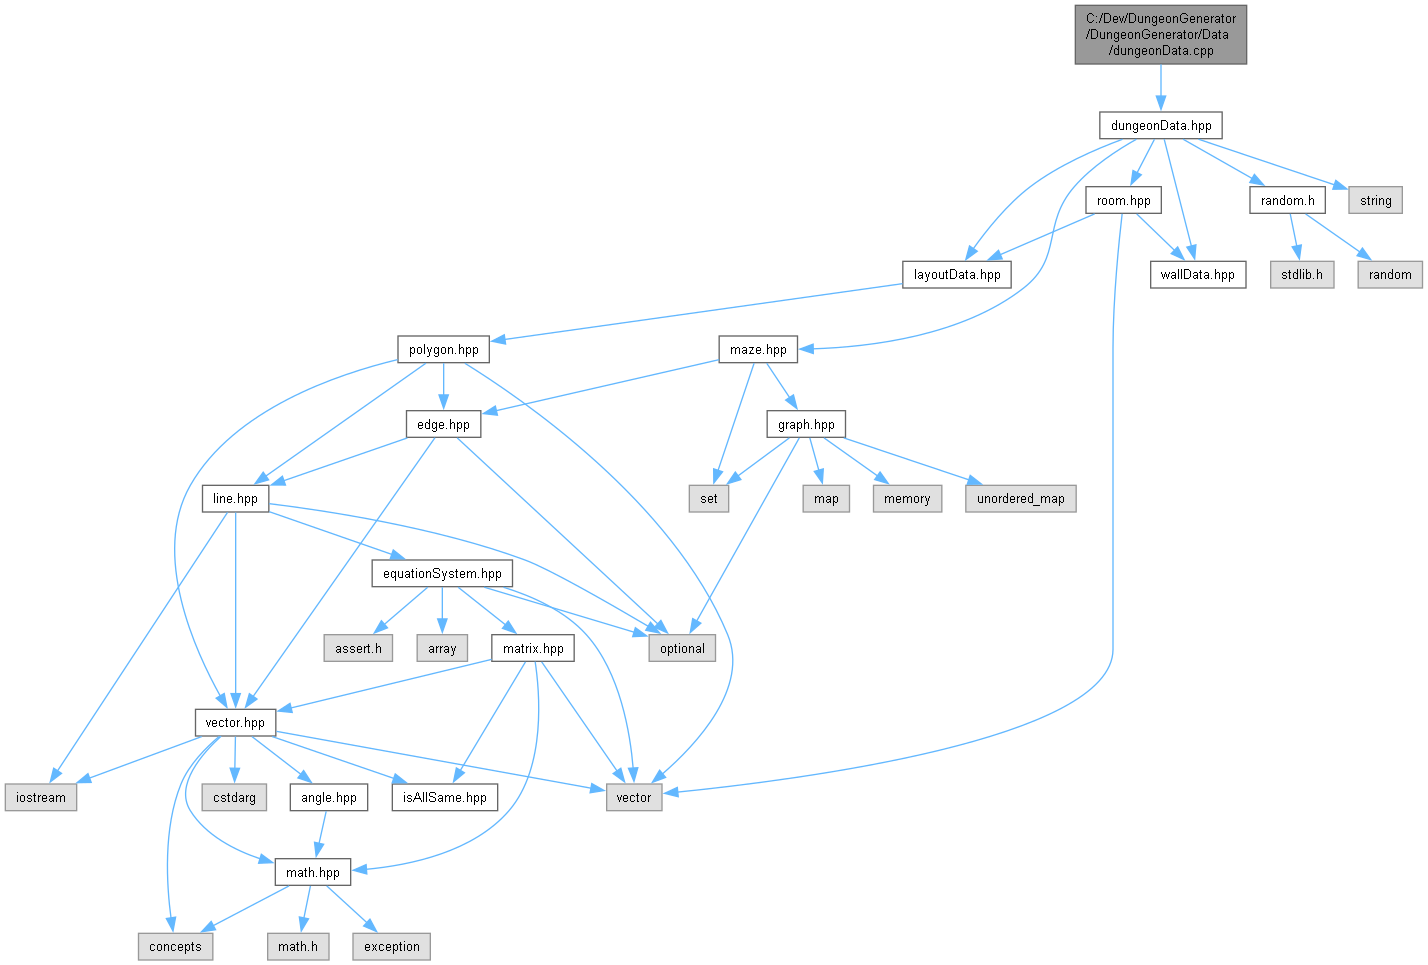 C:/Dev/DungeonGenerator
/DungeonGenerator/Data
/dungeonData.cpp
dungeonData.hpp
room.hpp
random.h
string
layoutData.hpp
wallData.hpp
stdlib.h
random
polygon.hpp
maze.hpp
edge.hpp
graph.hpp
line.hpp
set
map
memory
unordered_map
equationSystem.hpp
assert.h
array
matrix.hpp
optional
vector.hpp
iostream
cstdarg
angle.hpp
isAllSame.hpp
vector
math.hpp
concepts
math.h
exception